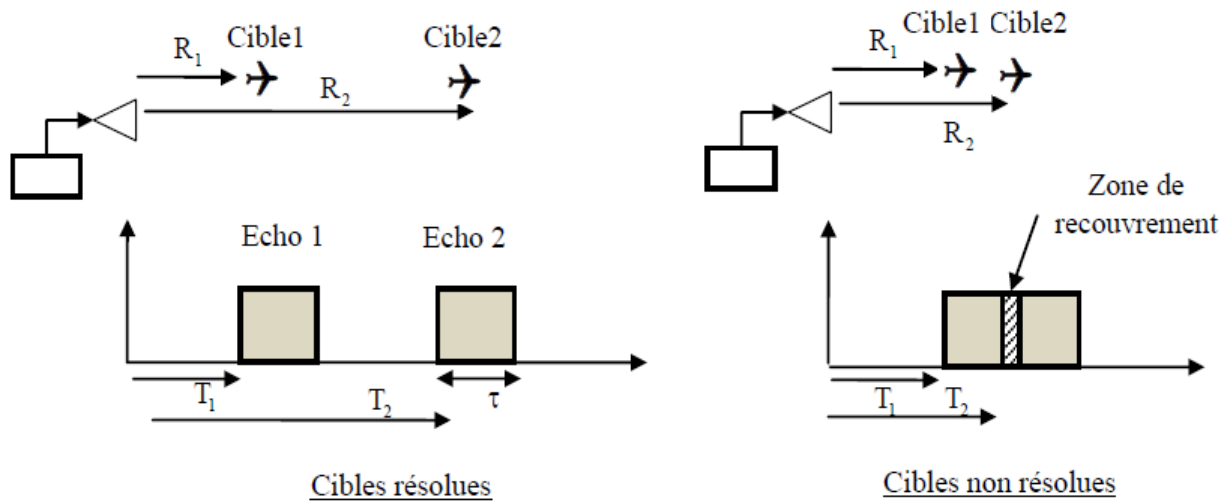 Cible1
Cible2
R₁
R₂
Echo 1
Echo 2
T₁
T₂
τ
Cibles résolues
Cible1 Cible2
R₁
R₂
Zone de
recouvrement
T₁
T₂
Cibles non résolues